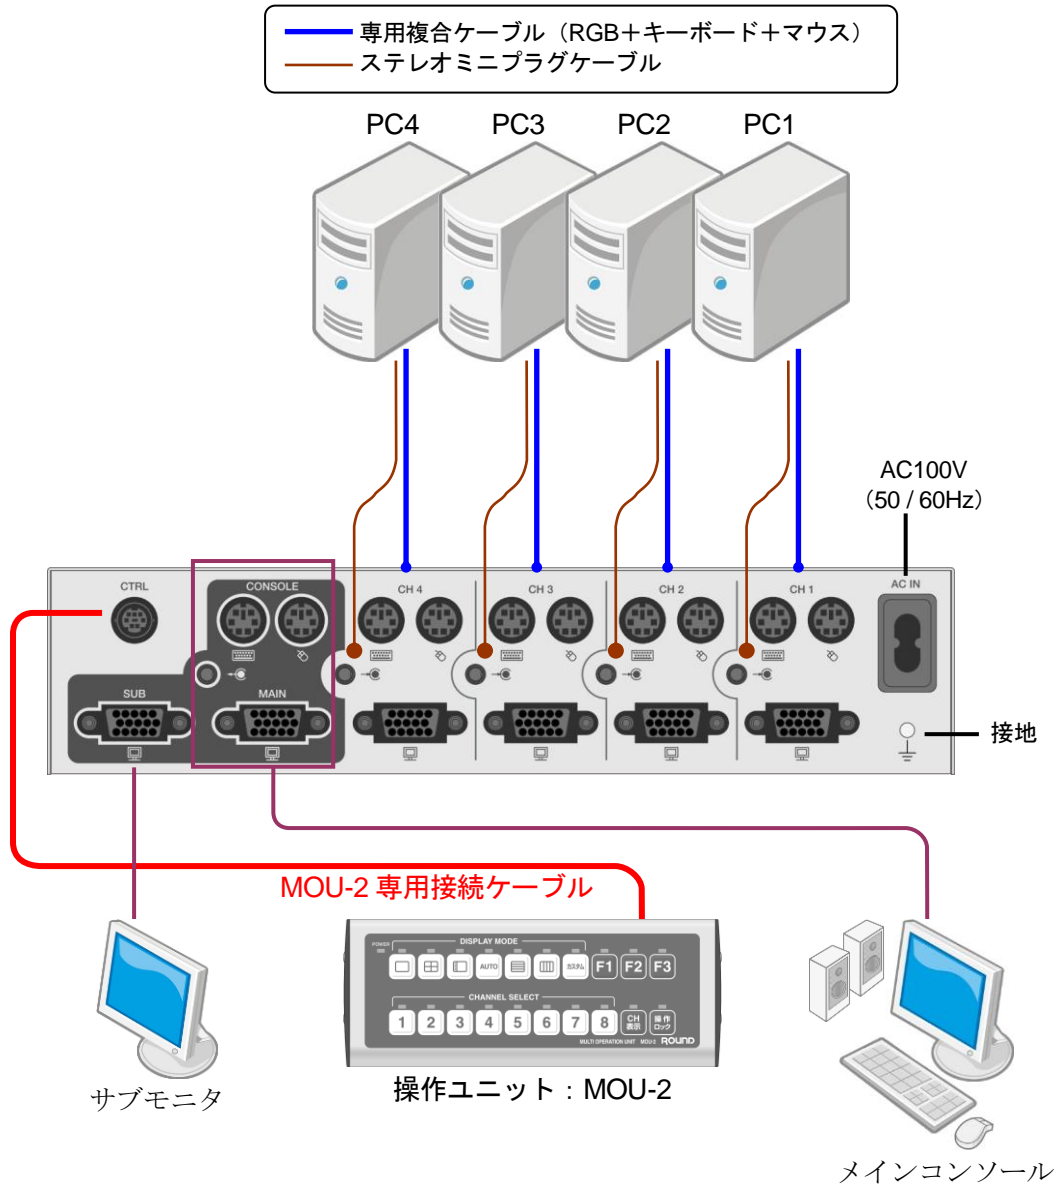 専用複合ケーブル（RGB＋キーボード＋マウス）
ステレオミニプラグケーブル
PC4 PC3 PC2 PC1
AC100V
（50 / 60Hz）
CTRL CONSOLE CH 4 CH 3 CH 2 CH 1 AC IN
SUB MAIN
接地
MOU-2 専用接続ケーブル
POWER DISPLAY MODE
AUTO カスタム F1 F2 F3
CHANNEL SELECT
1 2 3 4 5 6 7 8 CH表示 操作ロック
MULTI OPERATION UNIT MOU-2 ROUND
サブモニタ
操作ユニット：MOU-2
メインコンソール